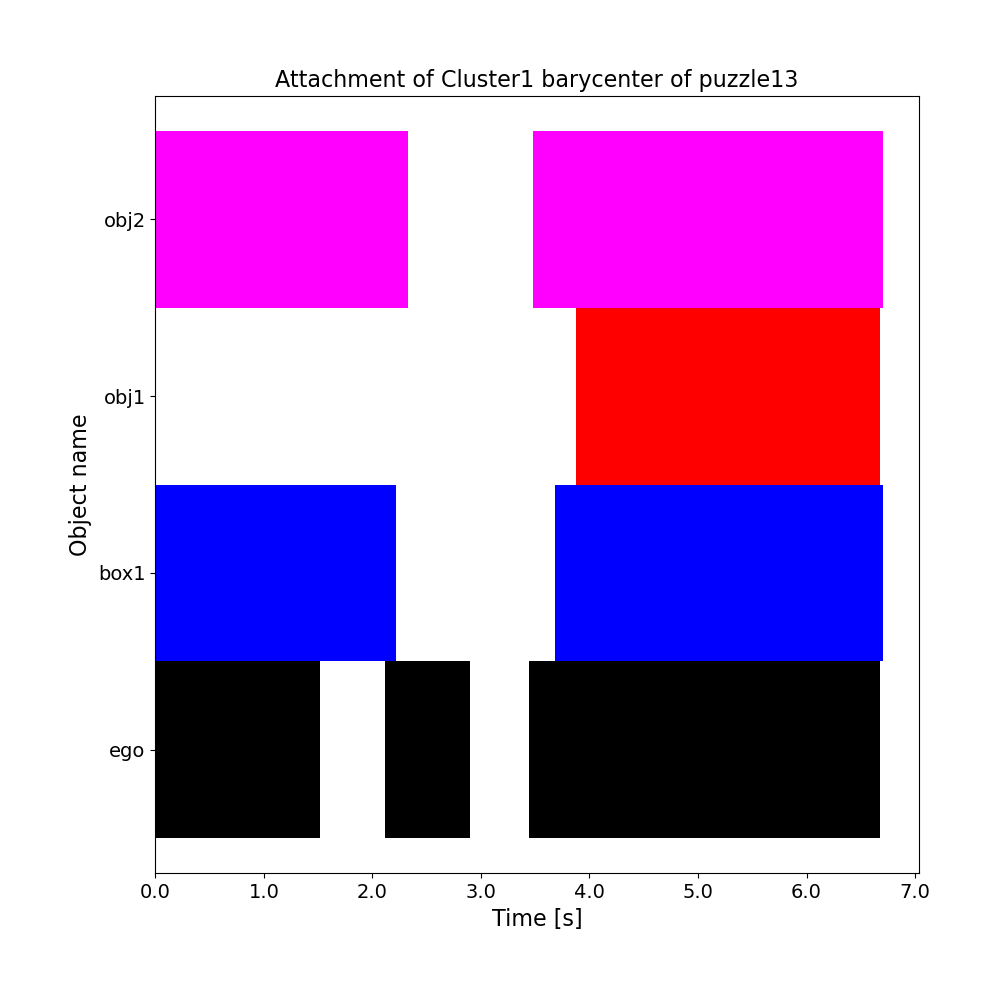 Attachment of Cluster1 barycenter of puzzle13
obj2
obj1
box1
ego
Object name
0.0 1.0 2.0 3.0 4.0 5.0 6.0 7.0
Time [s]